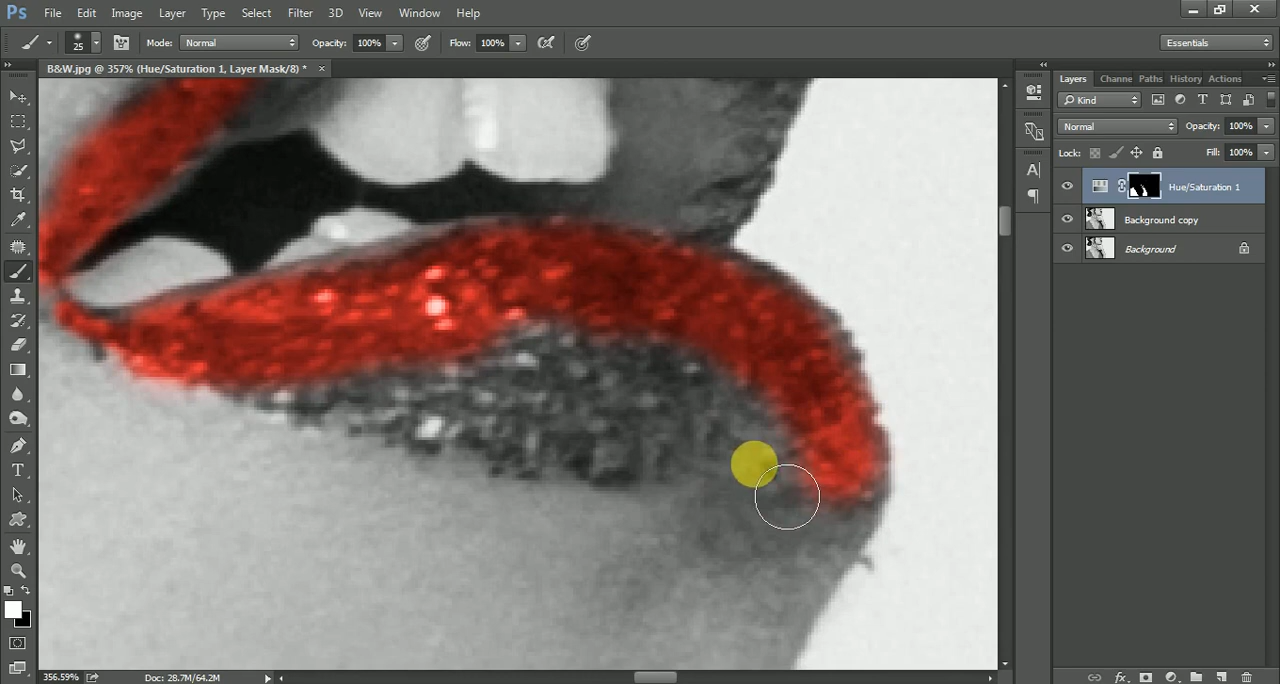 Ps File Edit Image Layer Type Select Filter 3D View Window Help
25 Mode: Normal Opacity: 100% Flow: 100% Essentials
B&W.jpg @ 357% (Hue/Saturation 1, Layer Mask/8) * ×
Layers Channe Paths History Actions
Kind
Normal Opacity: 100%
Lock: Fill: 100%
Hue/Saturation 1
Background copy
Background
356.59% Doc: 28.7M/64.2M